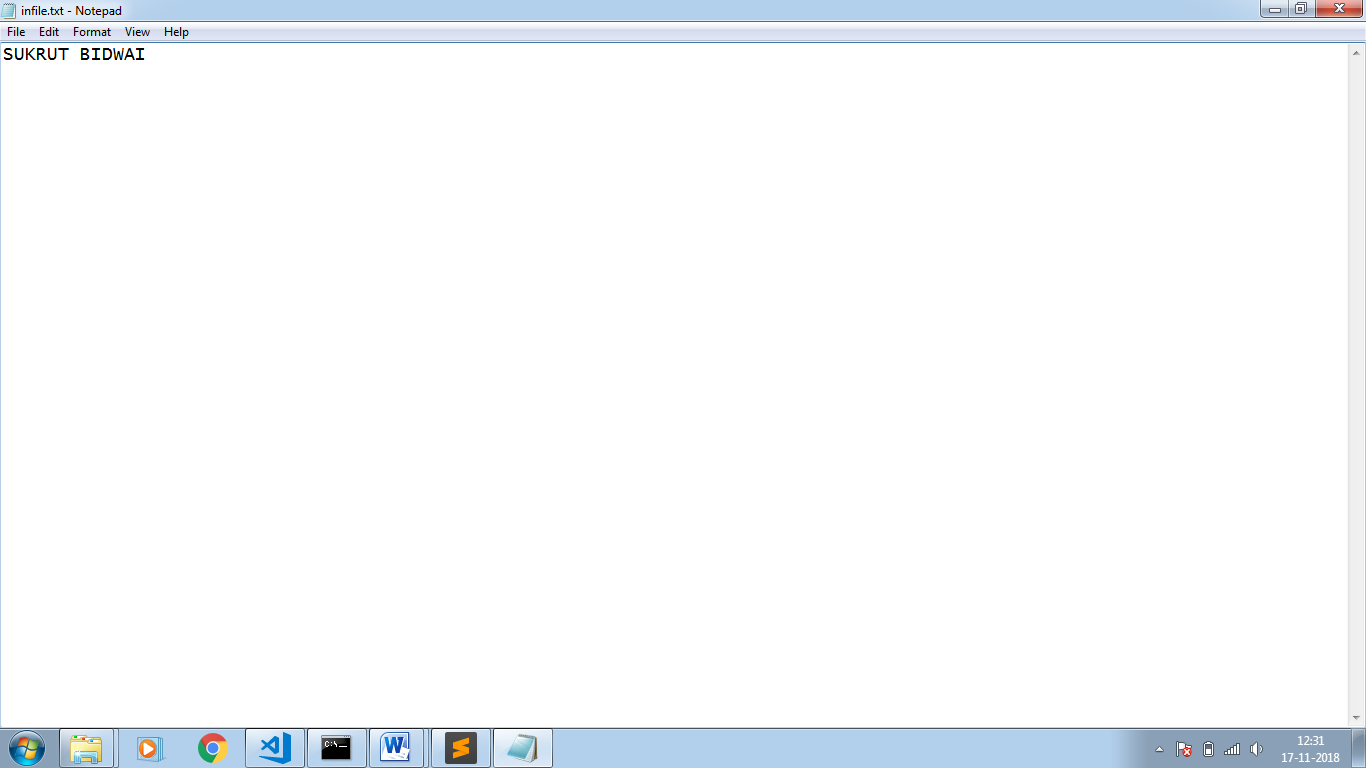 infile.txt - Notepad
File Edit Format View Help
SUKRUT BIDWAI
C:\
12:31
17-11-2018